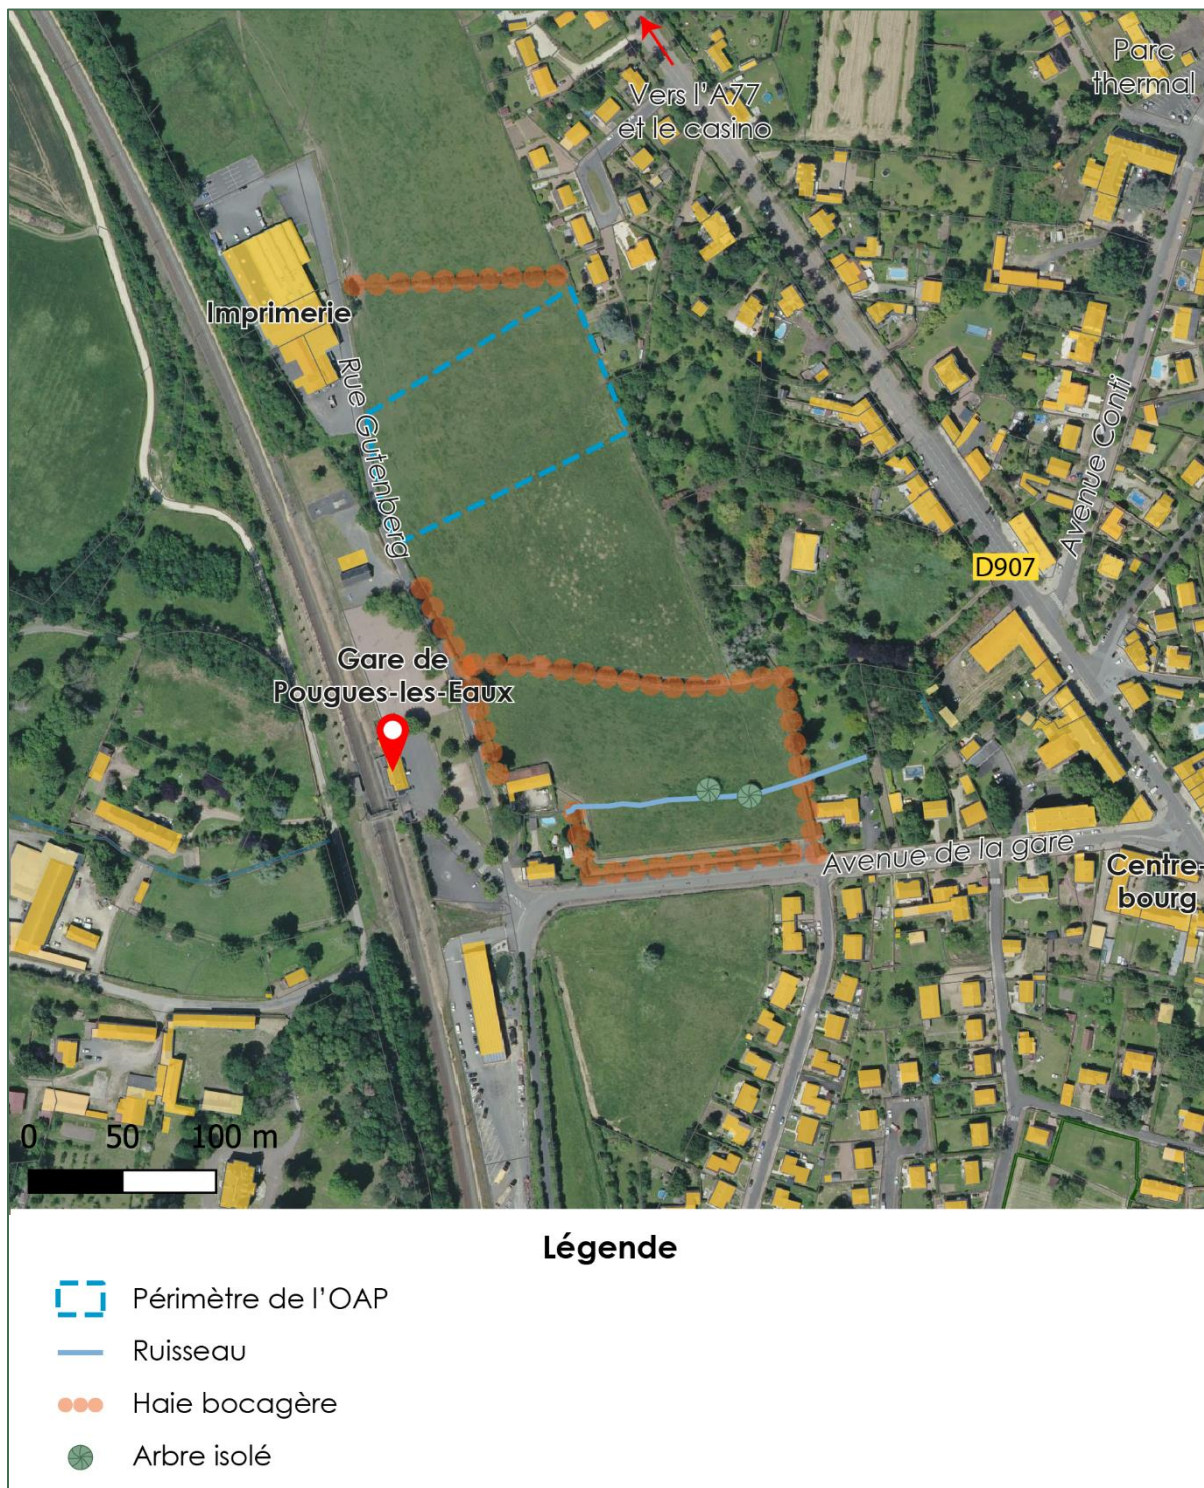 Parc
thermal
Vers l'A77
et le casino
Imprimerie
Rue Gutenberg
Avenue Conti
D907
Gare de
Pougues-les-Eaux
Avenue de la gare
Centre-
bourg
0 50 100 m
Légende
Périmètre de l'OAP
Ruisseau
Haie bocagère
Arbre isolé